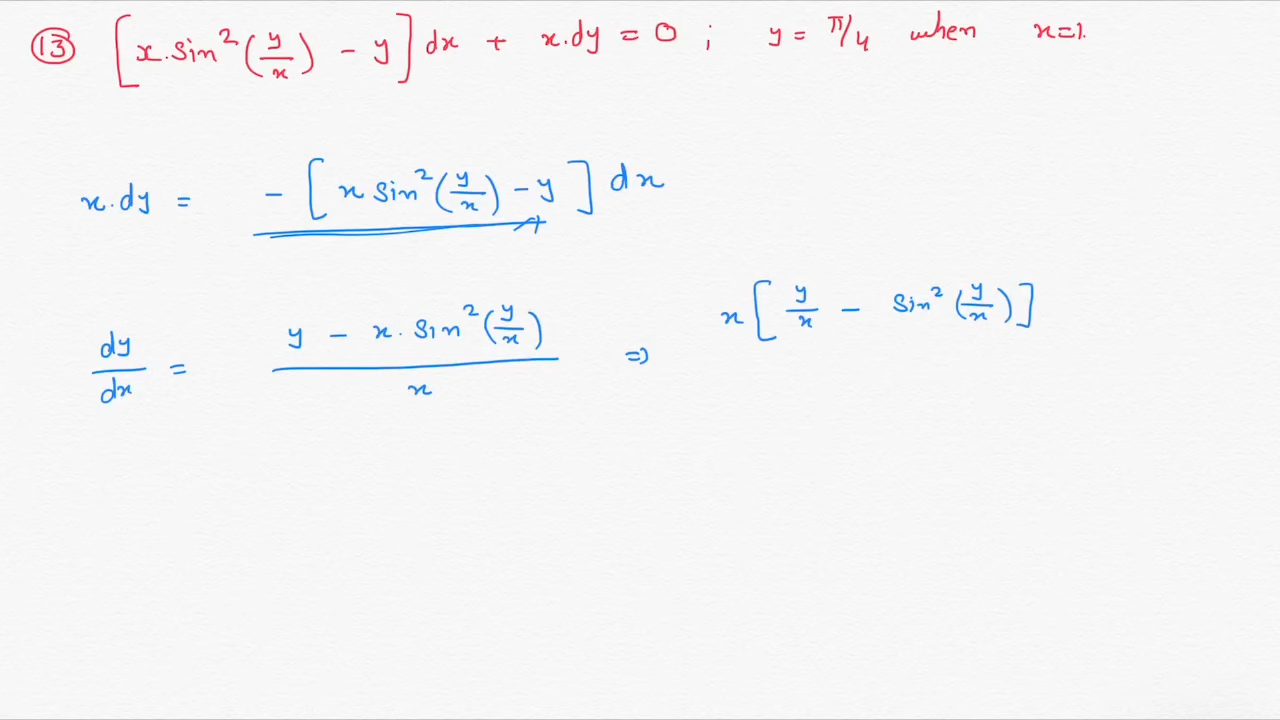 (13) [x.sin²(y/x) - y] dx + x.dy = 0 ; y = π/4 when x=1.
x.dy = - [x sin²(y/x) - y] dx
dy/dx = (y - x.sin²(y/x))/x ⇒ x[y/x - sin²(y/x)]